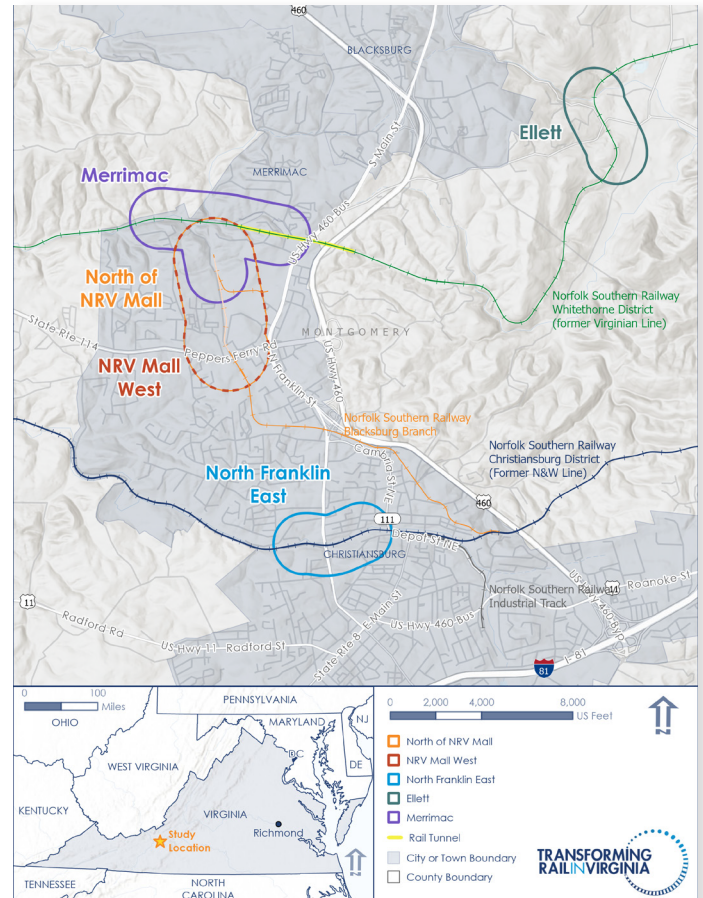 460
BLACKSBURG
S Main St
Ellett
Merrimac
MERRIMAC
US Hwy 460 Bus
North of
NRV Mall
Norfolk Southern Railway
Whitethorne District
(former Virginian Line)
State Rte 114
MONTGOMERY
Peppers Ferry Rd
NRV Mall
West
US Hwy 460
N Franklin St
Norfolk Southern Railway
Blacksburg Branch
Norfolk Southern Railway
Christiansburg District
(Former N&W Line)
Cambria St NE
North Franklin
East
460
111
Depot St NE
CHRISTIANSBURG
Norfolk Southern Railway
Industrial Track
11
Roanoke St
US Hwy 460 Byp
11
Radford Rd
US Hwy 460 Bus
US Hwy 11
Radford St
State Rte 8
E Main St
I-81
81
0
100
Miles
PENNSYLVANIA
OHIO
MARYLAND
NJ
DC
DE
WEST VIRGINIA
KENTUCKY
VIRGINIA
Richmond
Study
Location
N
TENNESSEE
NORTH
CAROLINA
0
2,000
4,000
8,000
US Feet
N
North of NRV Mall
NRV Mall West
North Franklin East
Ellett
Merrimac
Rail Tunnel
City or Town Boundary
County Boundary
TRANSFORMING
RAILINVIRGINIA